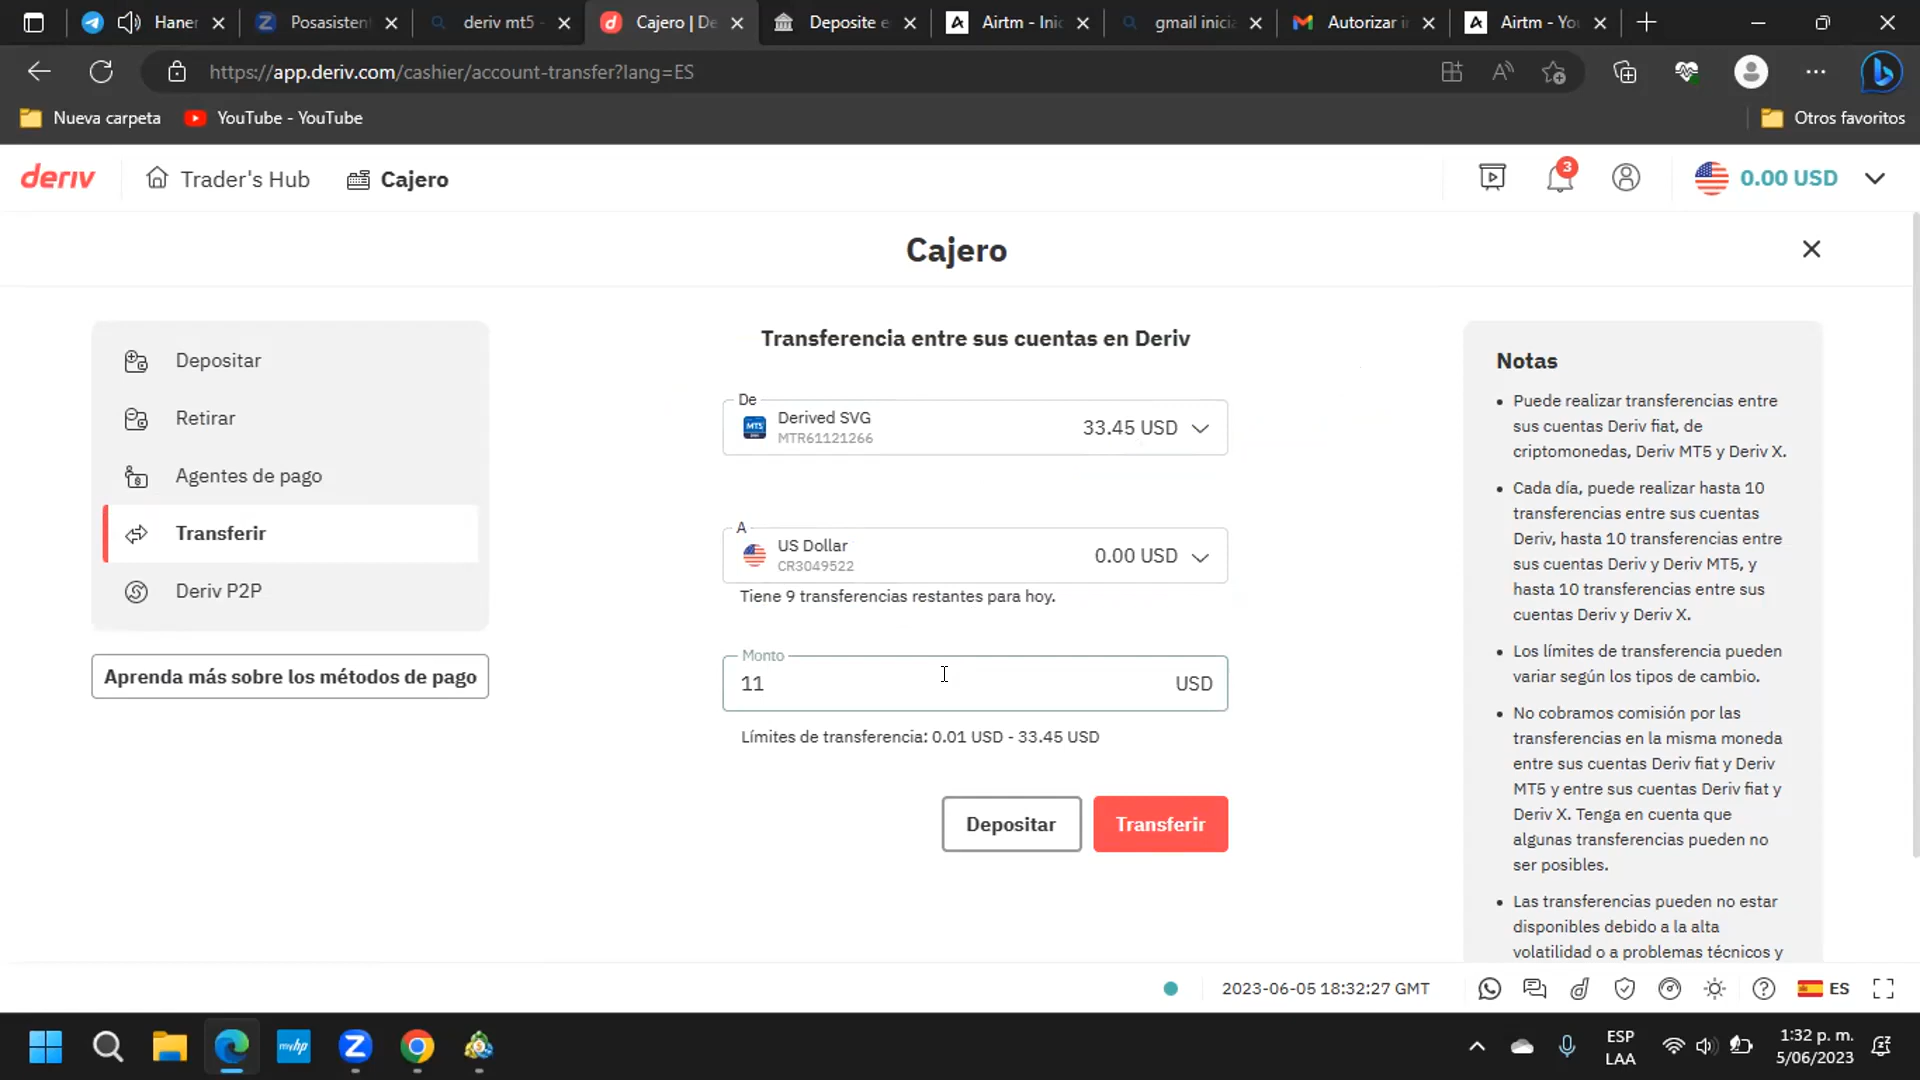 Haner
Posasisten
deriv mt5 -
Cajero | De
Deposite e
Airtm - Inic
gmail inicia
Autorizar i
Airtm - You
https://app.deriv.com/cashier/account-transfer?lang=ES
Nueva carpeta
YouTube - YouTube
Otros favoritos
deriv
Trader's Hub
Cajero
3
0.00 USD
Cajero
Depositar
Retirar
Agentes de pago
Transferir
Deriv P2P
Aprenda más sobre los métodos de pago
Transferencia entre sus cuentas en Deriv
De
Derived SVG
MTR61121266
33.45 USD
A
US Dollar
CR3049522
0.00 USD
Tiene 9 transferencias restantes para hoy.
Monto
11
USD
Límites de transferencia: 0.01 USD - 33.45 USD
Depositar
Transferir
Notas
• Puede realizar transferencias entre
sus cuentas Deriv fiat, de
criptomonedas, Deriv MT5 y Deriv X.
• Cada día, puede realizar hasta 10
transferencias entre sus cuentas
Deriv, hasta 10 transferencias entre
sus cuentas Deriv y Deriv MT5, y
hasta 10 transferencias entre sus
cuentas Deriv y Deriv X.
• Los límites de transferencia pueden
variar según los tipos de cambio.
• No cobramos comisión por las
transferencias en la misma moneda
entre sus cuentas Deriv fiat y Deriv
MT5 y entre sus cuentas Deriv fiat y
Deriv X. Tenga en cuenta que
algunas transferencias pueden no
ser posibles.
• Las transferencias pueden no estar
disponibles debido a la alta
volatilidad o a problemas técnicos y
2023-06-05 18:32:27 GMT
ES
myhp
Z
ESP
LAA
1:32 p. m.
5/06/2023